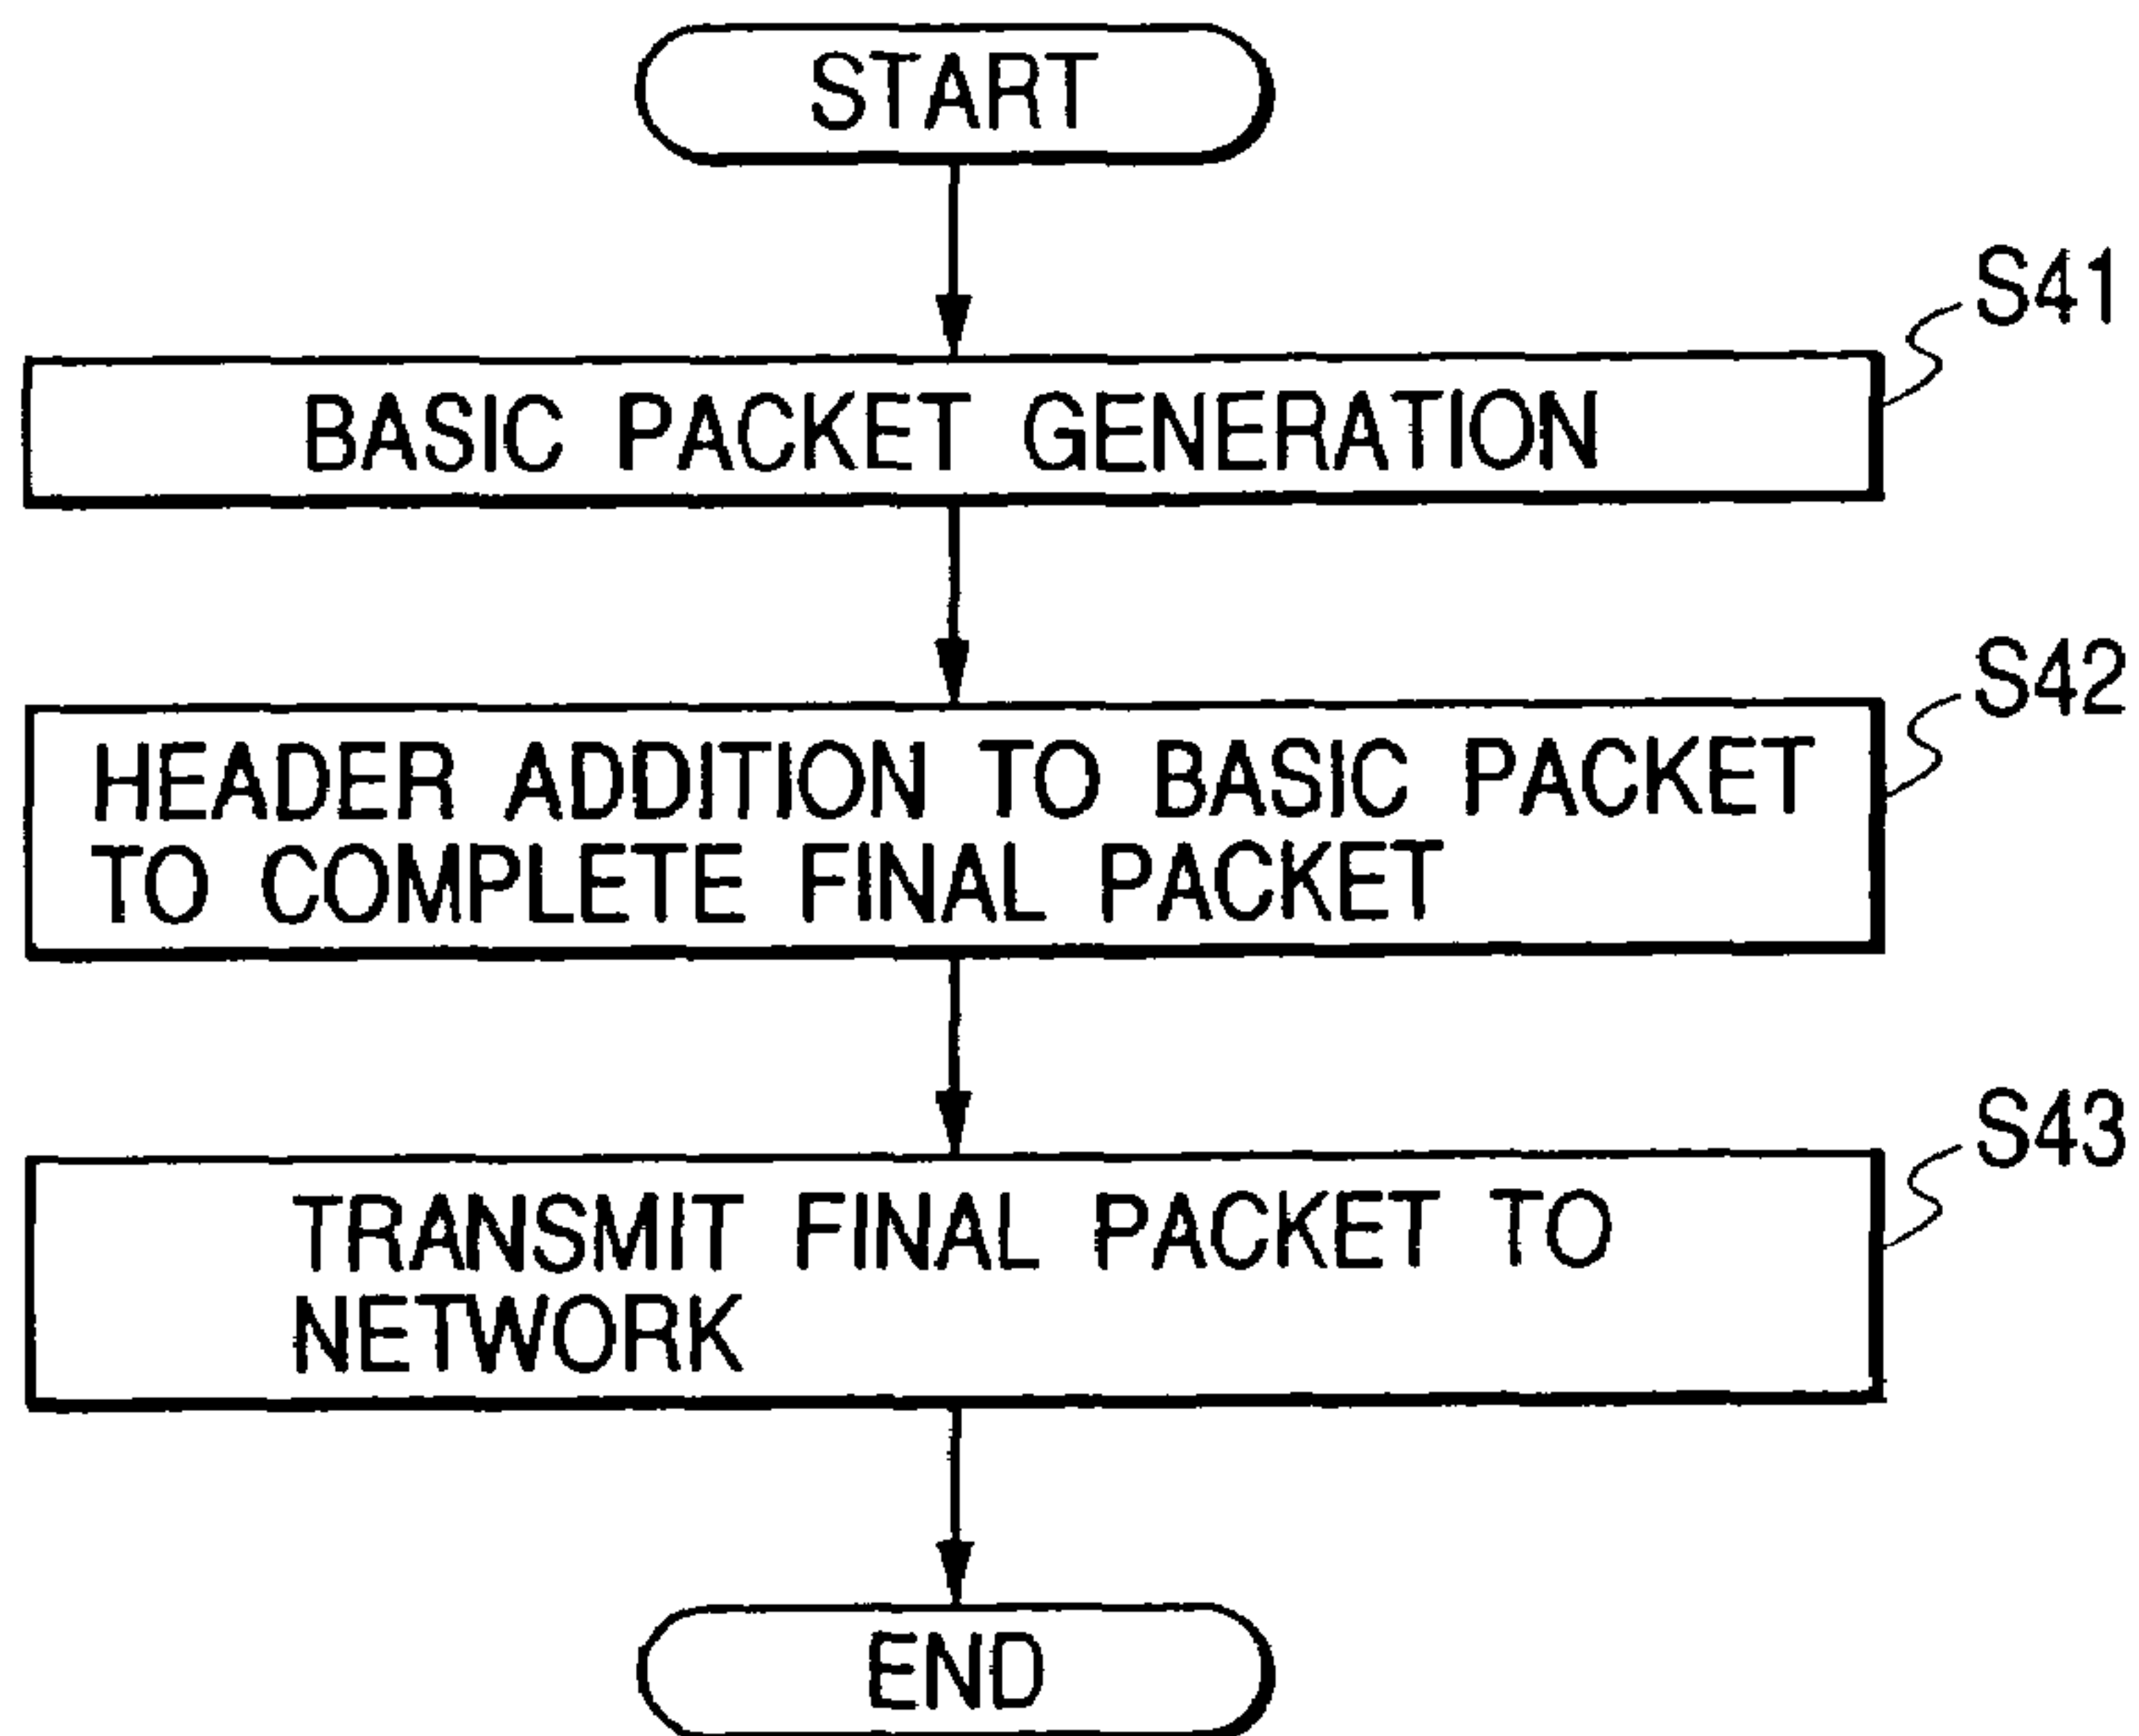 START
S41
BASIC PACKET GENERATION
S42
HEADER ADDITION TO BASIC PACKET
TO COMPLETE FINAL PACKET
S43
TRANSMIT FINAL PACKET TO
NETWORK
END